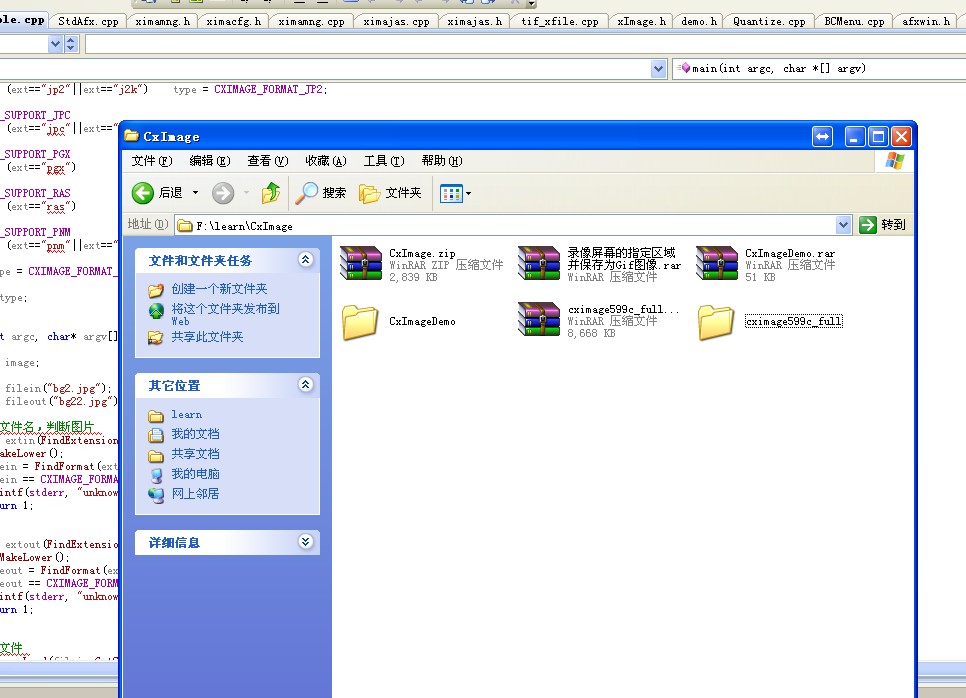 ple.cpp StdAfx.cpp ximamng.h ximacfg.h ximamng.cpp ximajas.cpp ximajas.h tif_xfile.cpp xImage.h demo.h Quantize.cpp BCMenu.cpp afxwin.h
main(int argc, char *[] argv)
(ext=="jp2"||ext=="j2k") type = CXIMAGE_FORMAT_JP2;
_SUPPORT_JPC
(ext=="jpc"||ext=="
_SUPPORT_PGX
(ext=="pgx")
_SUPPORT_RAS
(ext=="ras")
_SUPPORT_PNM
(ext=="pnm"||ext=="
pe = CXIMAGE_FORMAT_
type;
t argc, char* argv[]
image;
filein("bg2.jpg");
fileout("bg22.jpg")
文件名，判断图片
extin(FindExtension
akeLower();
ein = FindFormat(ext
ein == CXIMAGE_FORMA
intf(stderr, "unknow
urn 1;
extout(FindExtensio
MakeLower();
eout = FindFormat(ex
eout == CXIMAGE_FORM
intf(stderr, "unknow
urn 1;
文件
CxImage
文件(F) 编辑(E) 查看(V) 收藏(A) 工具(T) 帮助(H)
后退 搜索 文件夹
地址(D) F:\learn\CxImage 转到
文件和文件夹任务
创建一个新文件夹
将这个文件夹发布到
Web
共享此文件夹
其它位置
learn
我的文档
共享文档
我的电脑
网上邻居
详细信息
CxImage.zip
WinRAR ZIP 压缩文件
2,839 KB
录像屏幕的指定区域
并保存为Gif图像.rar
WinRAR 压缩文件
CxImageDemo.rar
WinRAR 压缩文件
51 KB
CxImageDemo
cximage599c_full...
WinRAR 压缩文件
8,668 KB
cximage599c_full